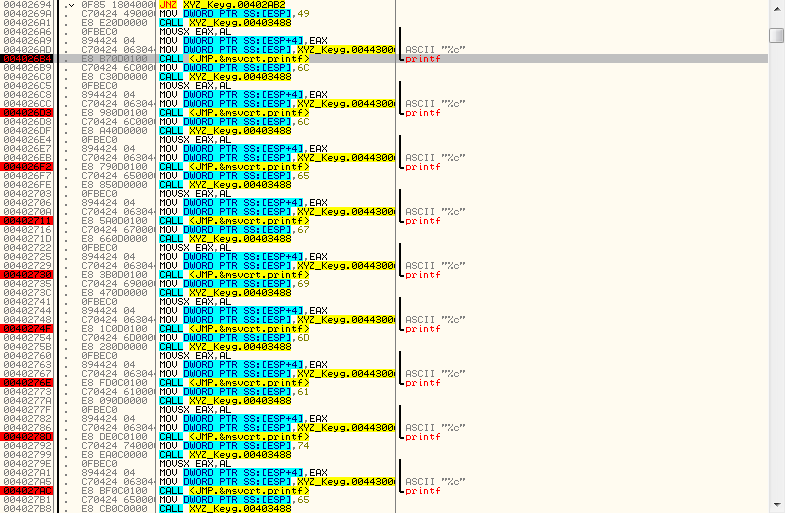 00402694 0F85 18040000 JNZ XYZ_Keyg.00402AB2
0040269A C70424 490000 MOV DWORD PTR SS:[ESP],49
004026A1 E8 E20D0000 CALL XYZ_Keyg.00403488
004026A6 0FBEC0 MOVSX EAX,AL
004026A9 894424 04 MOV DWORD PTR SS:[ESP+4],EAX
004026AD C70424 06304 MOV DWORD PTR SS:[ESP],XYZ_Keyg.0044300 ASCII "%c"
004026B4 E8 B70D0100 CALL <JMP.&msvcrt.printf> printf
004026B9 C70424 6C0000 MOV DWORD PTR SS:[ESP],6C
004026C0 E8 C30D0000 CALL XYZ_Keyg.00403488
004026C5 0FBEC0 MOVSX EAX,AL
004026C8 894424 04 MOV DWORD PTR SS:[ESP+4],EAX
004026CC C70424 06304 MOV DWORD PTR SS:[ESP],XYZ_Keyg.0044300 ASCII "%c"
004026D3 E8 980D0100 CALL <JMP.&msvcrt.printf> printf
004026D8 C70424 6C0000 MOV DWORD PTR SS:[ESP],6C
004026DF E8 A40D0000 CALL XYZ_Keyg.00403488
004026E4 0FBEC0 MOVSX EAX,AL
004026E7 894424 04 MOV DWORD PTR SS:[ESP+4],EAX
004026EB C70424 06304 MOV DWORD PTR SS:[ESP],XYZ_Keyg.0044300 ASCII "%c"
004026F2 E8 790D0100 CALL <JMP.&msvcrt.printf> printf
004026F7 C70424 650000 MOV DWORD PTR SS:[ESP],65
004026FE E8 850D0000 CALL XYZ_Keyg.00403488
00402703 0FBEC0 MOVSX EAX,AL
00402706 894424 04 MOV DWORD PTR SS:[ESP+4],EAX
0040270A C70424 06304 MOV DWORD PTR SS:[ESP],XYZ_Keyg.0044300 ASCII "%c"
00402711 E8 5A0D0100 CALL <JMP.&msvcrt.printf> printf
00402716 C70424 670000 MOV DWORD PTR SS:[ESP],67
0040271D E8 660D0000 CALL XYZ_Keyg.00403488
00402722 0FBEC0 MOVSX EAX,AL
00402725 894424 04 MOV DWORD PTR SS:[ESP+4],EAX
00402729 C70424 06304 MOV DWORD PTR SS:[ESP],XYZ_Keyg.0044300 ASCII "%c"
00402730 E8 3B0D0100 CALL <JMP.&msvcrt.printf> printf
00402735 C70424 690000 MOV DWORD PTR SS:[ESP],69
0040273C E8 470D0000 CALL XYZ_Keyg.00403488
00402741 0FBEC0 MOVSX EAX,AL
00402744 894424 04 MOV DWORD PTR SS:[ESP+4],EAX
00402748 C70424 06304 MOV DWORD PTR SS:[ESP],XYZ_Keyg.0044300 ASCII "%c"
0040274F E8 1C0D0100 CALL <JMP.&msvcrt.printf> printf
00402754 C70424 6D0000 MOV DWORD PTR SS:[ESP],6D
0040275B E8 280D0000 CALL XYZ_Keyg.00403488
00402760 0FBEC0 MOVSX EAX,AL
00402763 894424 04 MOV DWORD PTR SS:[ESP+4],EAX
00402767 C70424 06304 MOV DWORD PTR SS:[ESP],XYZ_Keyg.0044300 ASCII "%c"
0040276E E8 FD0C0100 CALL <JMP.&msvcrt.printf> printf
00402773 C70424 610000 MOV DWORD PTR SS:[ESP],61
0040277A E8 090D0000 CALL XYZ_Keyg.00403488
0040277F 0FBEC0 MOVSX EAX,AL
00402782 894424 04 MOV DWORD PTR SS:[ESP+4],EAX
00402786 C70424 06304 MOV DWORD PTR SS:[ESP],XYZ_Keyg.0044300 ASCII "%c"
0040278D E8 DE0C0100 CALL <JMP.&msvcrt.printf> printf
00402792 C70424 740000 MOV DWORD PTR SS:[ESP],74
00402799 E8 EA0C0000 CALL XYZ_Keyg.00403488
0040279E 0FBEC0 MOVSX EAX,AL
004027A1 894424 04 MOV DWORD PTR SS:[ESP+4],EAX
004027A5 C70424 06304 MOV DWORD PTR SS:[ESP],XYZ_Keyg.0044300 ASCII "%c"
004027AC E8 BF0C0100 CALL <JMP.&msvcrt.printf> printf
004027B1 C70424 650000 MOV DWORD PTR SS:[ESP],65
004027B8 E8 CB0C0000 CALL XYZ_Keyg.00403488